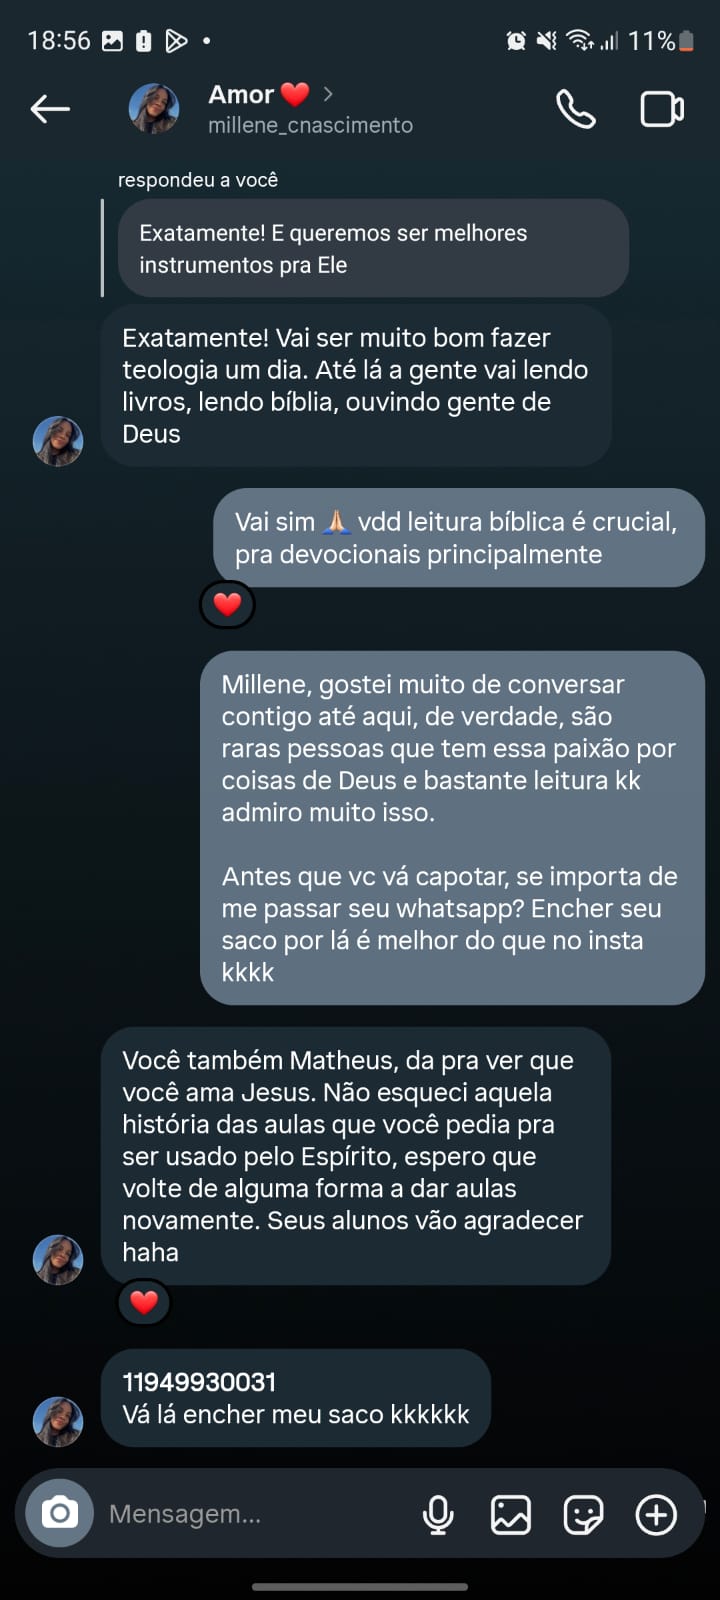 18:56
11%
Amor ❤️ >
millene_cnascimento
respondeu a você
Exatamente! E queremos ser melhores
instrumentos pra Ele
Exatamente! Vai ser muito bom fazer
teologia um dia. Até lá a gente vai lendo
livros, lendo bíblia, ouvindo gente de
Deus
Vai sim 🙏🏻 vdd leitura bíblica é crucial,
pra devocionais principalmente
❤️
Millene, gostei muito de conversar
contigo até aqui, de verdade, são
raras pessoas que tem essa paixão por
coisas de Deus e bastante leitura kk
admiro muito isso.
Antes que vc vá capotar, se importa de
me passar seu whatsapp? Encher seu
saco por lá é melhor do que no insta
kkkk
Você também Matheus, da pra ver que
você ama Jesus. Não esqueci aquela
história das aulas que você pedia pra
ser usado pelo Espírito, espero que
volte de alguma forma a dar aulas
novamente. Seus alunos vão agradecer
haha
❤️
11949930031
Vá lá encher meu saco kkkkkk
Mensagem...